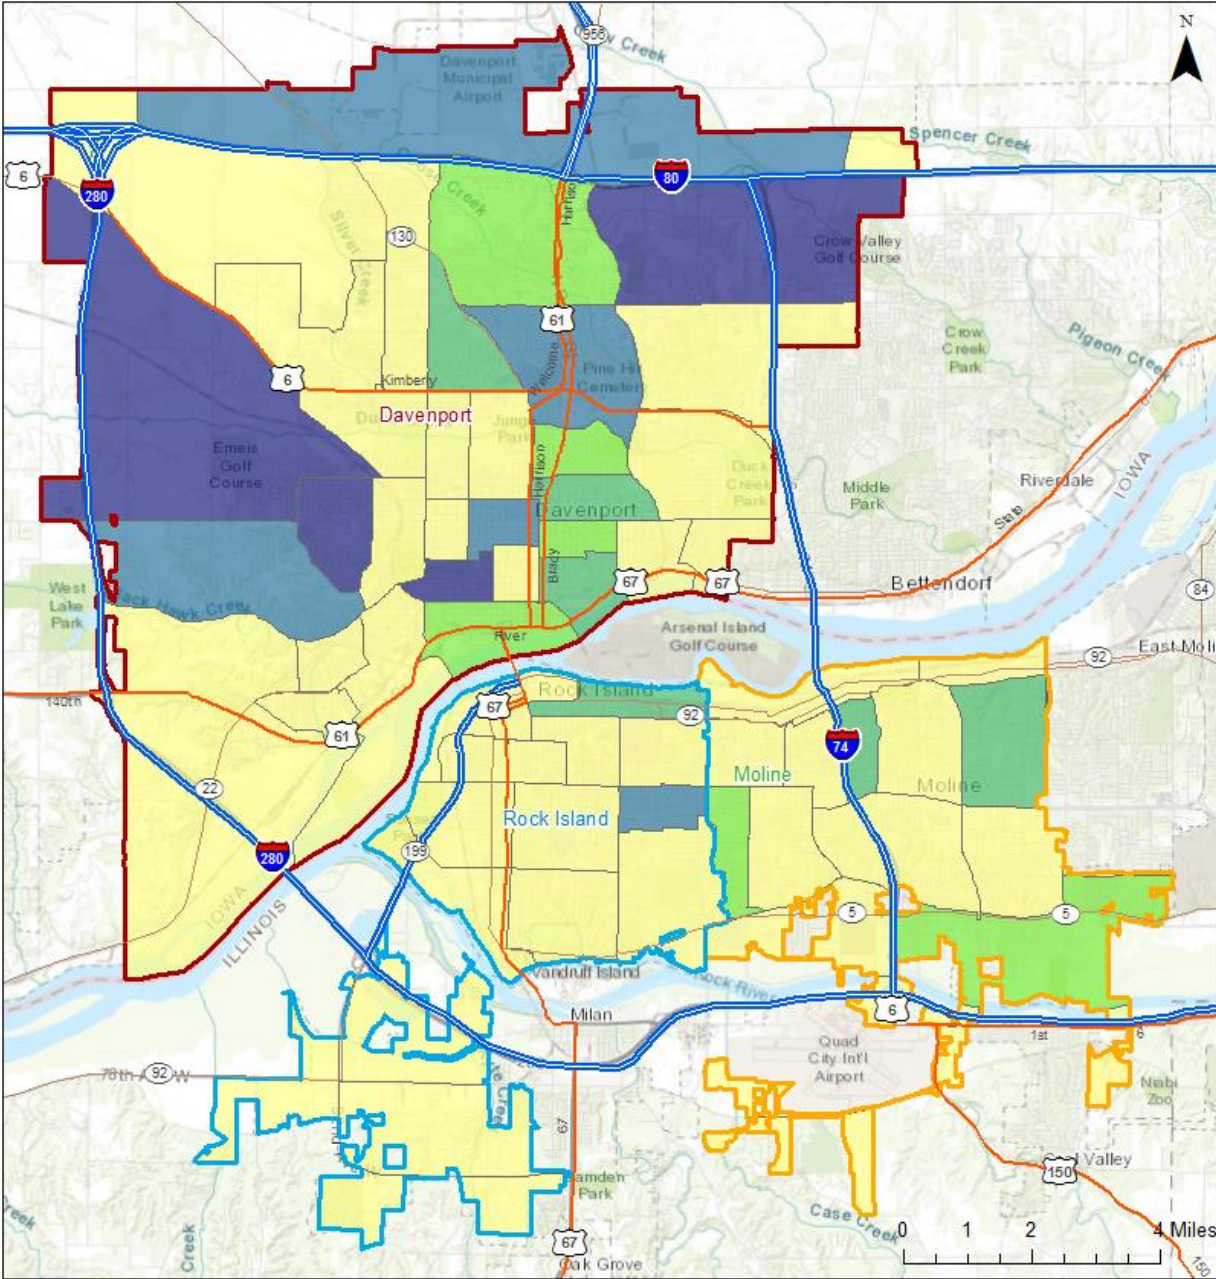 N
956
Crow Creek
Davenport
Municipal
Airport
Spencer Creek
6
280
80
Goose Creek
Harrison
Silver Creek
130
Crow Valley
Golf Course
61
Crow
Creek
Park
Pigeon Creek
Welcome
Pine Hill
Cemetery
6
Kimberly
Davenport
Emeis
Golf
Course
Harrison
Duck
Creek
Park
Middle
Park
Riverdale
IOWA
State
Davenport
Brady
67
67
Bettendorf
West
Lake
Park
84
Arsenal Island
Golf Course
River
92
East Moli
Rock Island
140th
67
92
61
74
Moline
Moline
22
Rock Island
280
199
IOWA
ILLINOIS
5
5
Vandruff Island
Rock River
Milan
6
1st
6
Quad
City Int'l
Airport
92
Niabi
Zoo
67
150
Valley
Park
Case Creek
Creek
Creek
0 1 2 4 Miles
67
Oak Grove
150